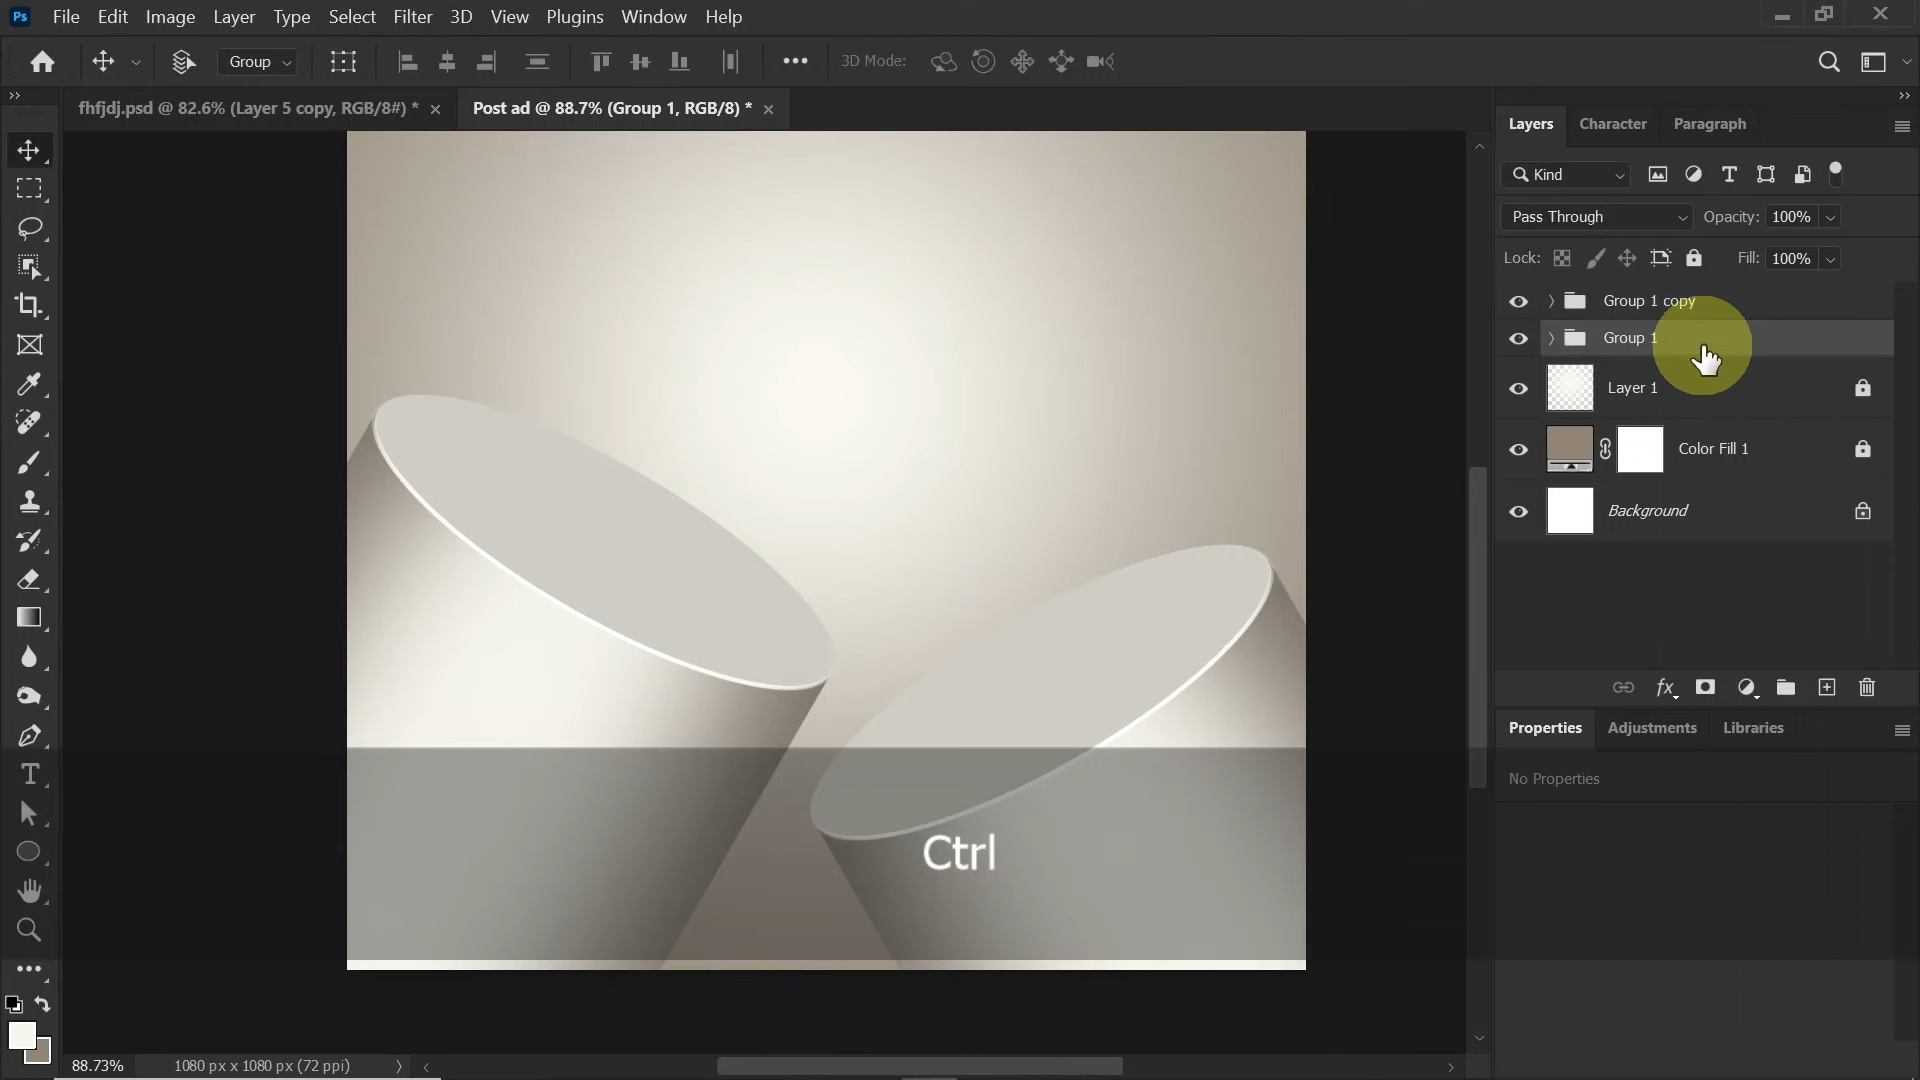 Ps File Edit Image Layer Type Select Filter 3D View Plugins Window Help
Group 3D Mode:
fhfjdj.psd @ 82.6% (Layer 5 copy, RGB/8#) * Post ad @ 88.7% (Group 1, RGB/8) *
Layers Character Paragraph
Kind
Pass Through Opacity: 100%
Lock: Fill: 100%
Group 1 copy
Group 1
Layer 1
Color Fill 1
Background
Properties Adjustments Libraries
No Properties
Ctrl
88.73% 1080 px x 1080 px (72 ppi)